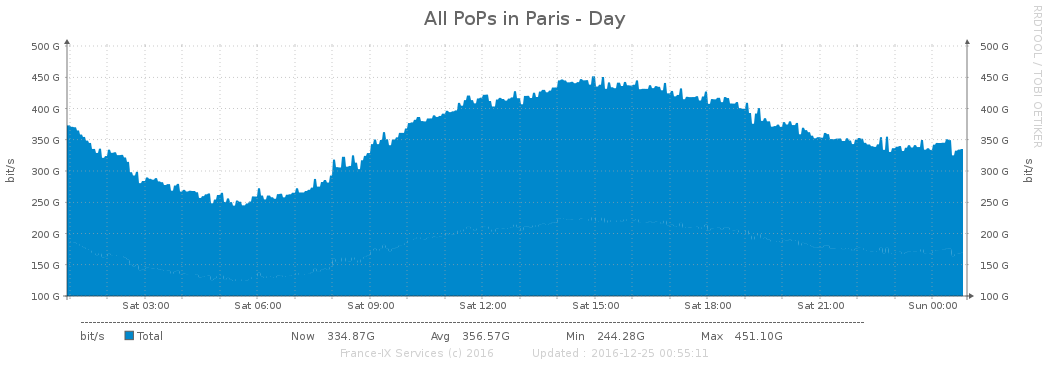 All PoPs in Paris - Day
RRDTOOL / TOBI OETIKER
500 G 500 G
450 G 450 G
400 G 400 G
350 G 350 G
300 G 300 G
250 G 250 G
200 G 200 G
150 G 150 G
100 G 100 G
bit/s bit/s
Sat 03:00 Sat 06:00 Sat 09:00 Sat 12:00 Sat 15:00 Sat 18:00 Sat 21:00 Sun 00:00
bit/s Total Now 334.87G Avg 356.57G Min 244.28G Max 451.10G
France-IX Services (c) 2016 Updated : 2016-12-25 00:55:11